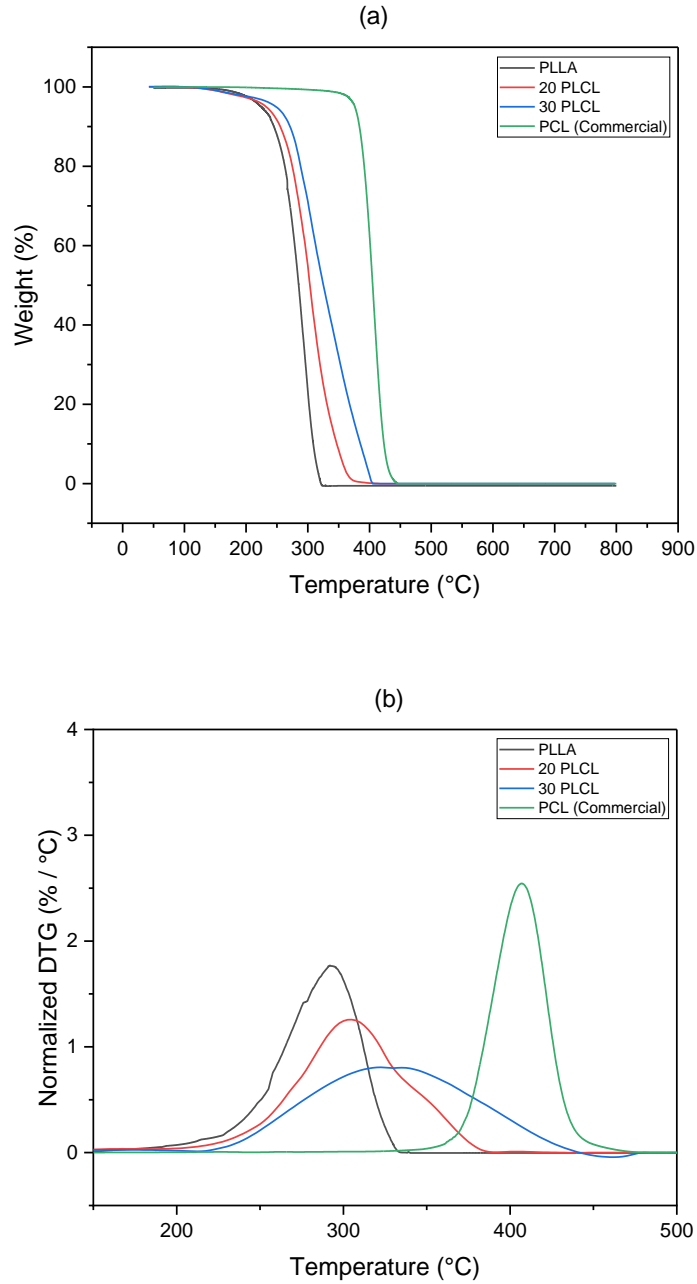 (a)
PLLA
20 PLCL
30 PLCL
PCL (Commercial)
100
80
60
40
20
0
Weight (%)
0 100 200 300 400 500 600 700 800 900
Temperature (°C)
(b)
PLLA
20 PLCL
30 PLCL
PCL (Commercial)
4
3
2
1
0
Normalized DTG (% / °C)
200 300 400 500
Temperature (°C)